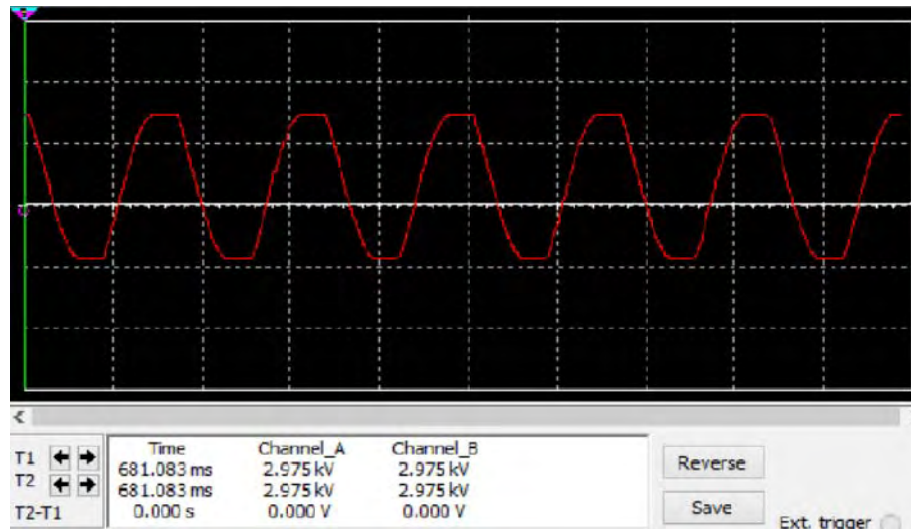 Time Channel_A Channel_B
T1 681.083 ms 2.975 kV 2.975 kV
T2 681.083 ms 2.975 kV 2.975 kV
T2-T1 0.000 s 0.000 V 0.000 V
Reverse
Save
Ext. trigger